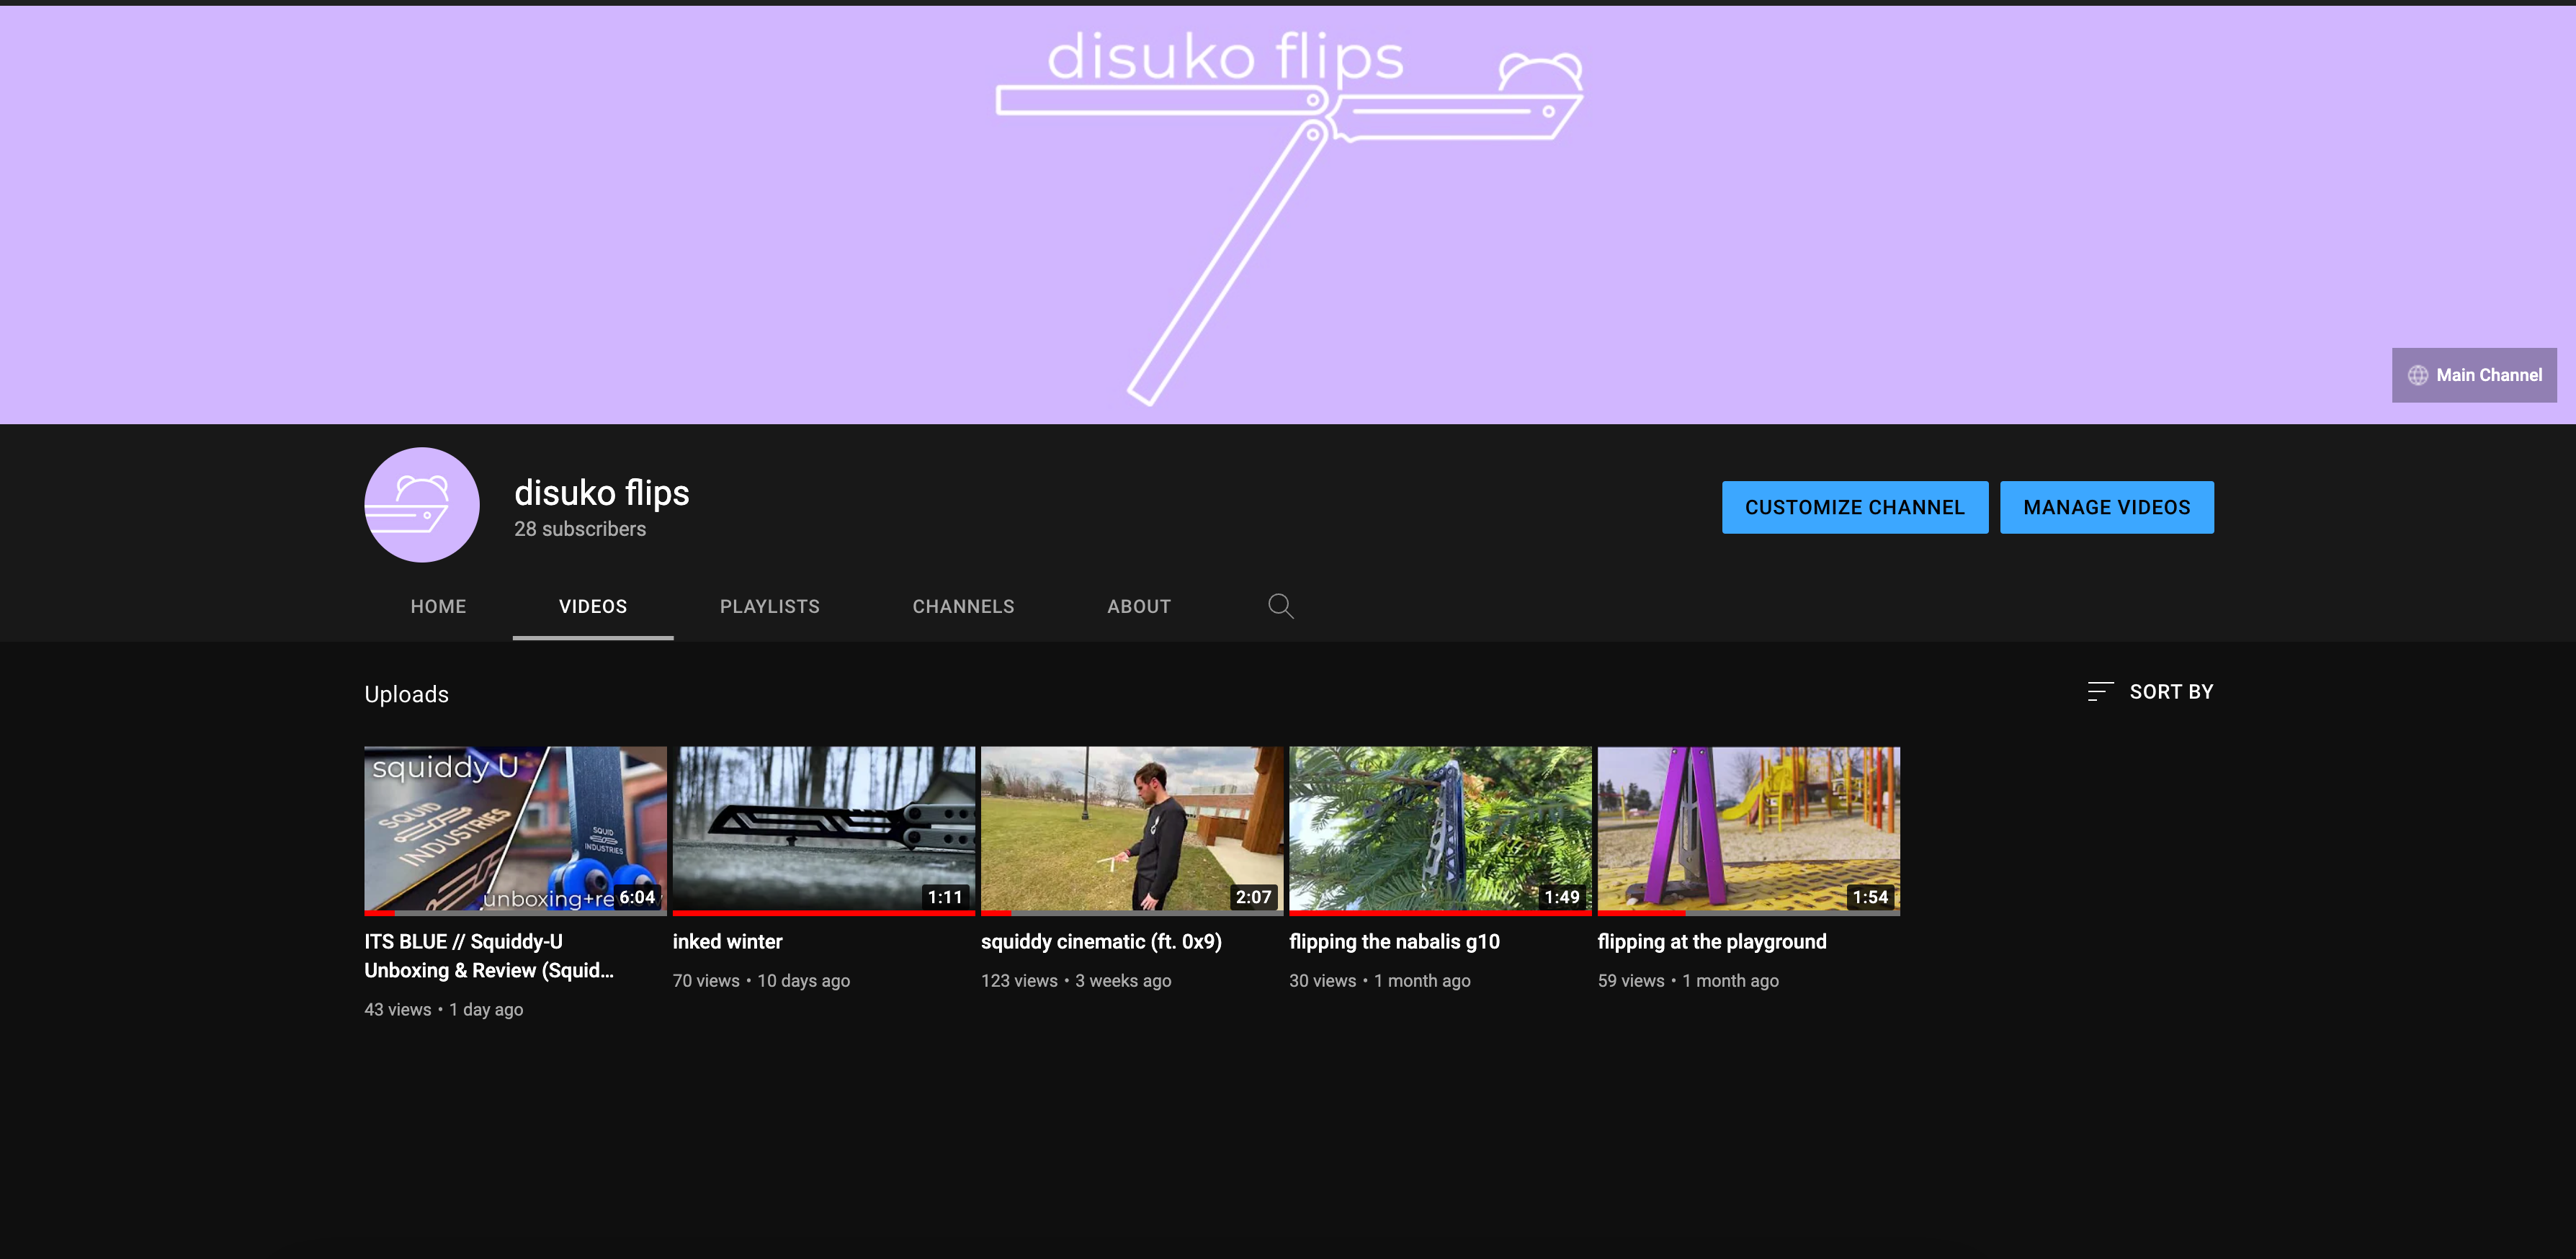 disuko flips
Main Channel
disuko flips
28 subscribers
CUSTOMIZE CHANNEL
MANAGE VIDEOS
HOME
VIDEOS
PLAYLISTS
CHANNELS
ABOUT
Uploads
SORT BY
squiddy U
SQUID
INDUSTRIES
SQUID
INDUSTRIES
unboxing+re
6:04
1:11
2:07
1:49
1:54
ITS BLUE // Squiddy-U
Unboxing & Review (Squid...
43 views • 1 day ago
inked winter
70 views • 10 days ago
squiddy cinematic (ft. 0x9)
123 views • 3 weeks ago
flipping the nabalis g10
30 views • 1 month ago
flipping at the playground
59 views • 1 month ago